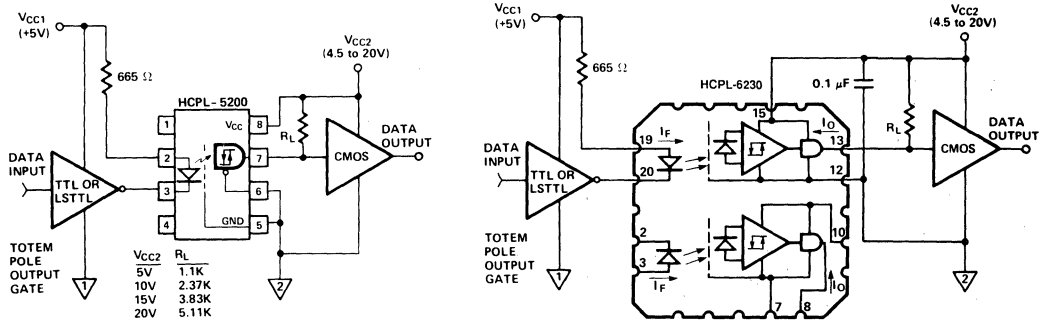 VCC1
(+5V)
665 Ω
VCC2
(4.5 to 20V)
HCPL-5200
1
VCC
8
RL
DATA
OUTPUT
2
7
CMOS
DATA
INPUT
TTL OR
LSTTL
3
6
4
GND
5
TOTEM
POLE
OUTPUT
GATE
1
2
VCC2 RL
5V 1.1K
10V 2.37K
15V 3.83K
20V 5.11K
VCC1
(+5V)
665 Ω
VCC2
(4.5 to 20V)
HCPL-6230
0.1 μF
15
IO
RL
DATA
OUTPUT
19
IF
13
CMOS
DATA
INPUT
TTL OR
LSTTL
20
12
2
10
3
IF
IO
7
8
TOTEM
POLE
OUTPUT
GATE
1
2